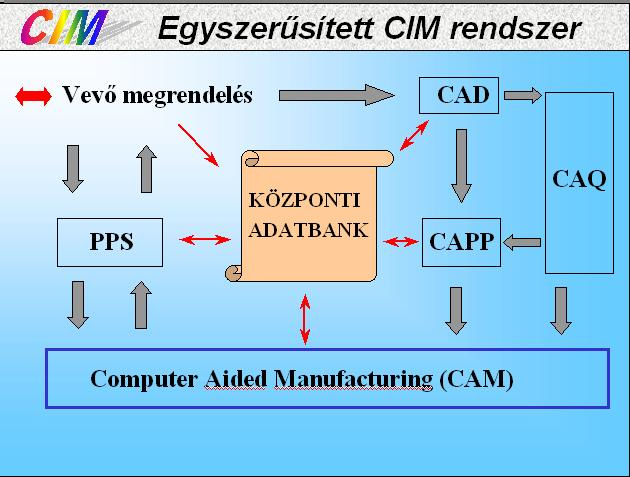 CIM Egyszerűsített CIM rendszer
Vevő megrendelés
CAD
CAQ
KÖZPONTI
ADATBANK
PPS
CAPP
Computer Aided Manufacturing (CAM)